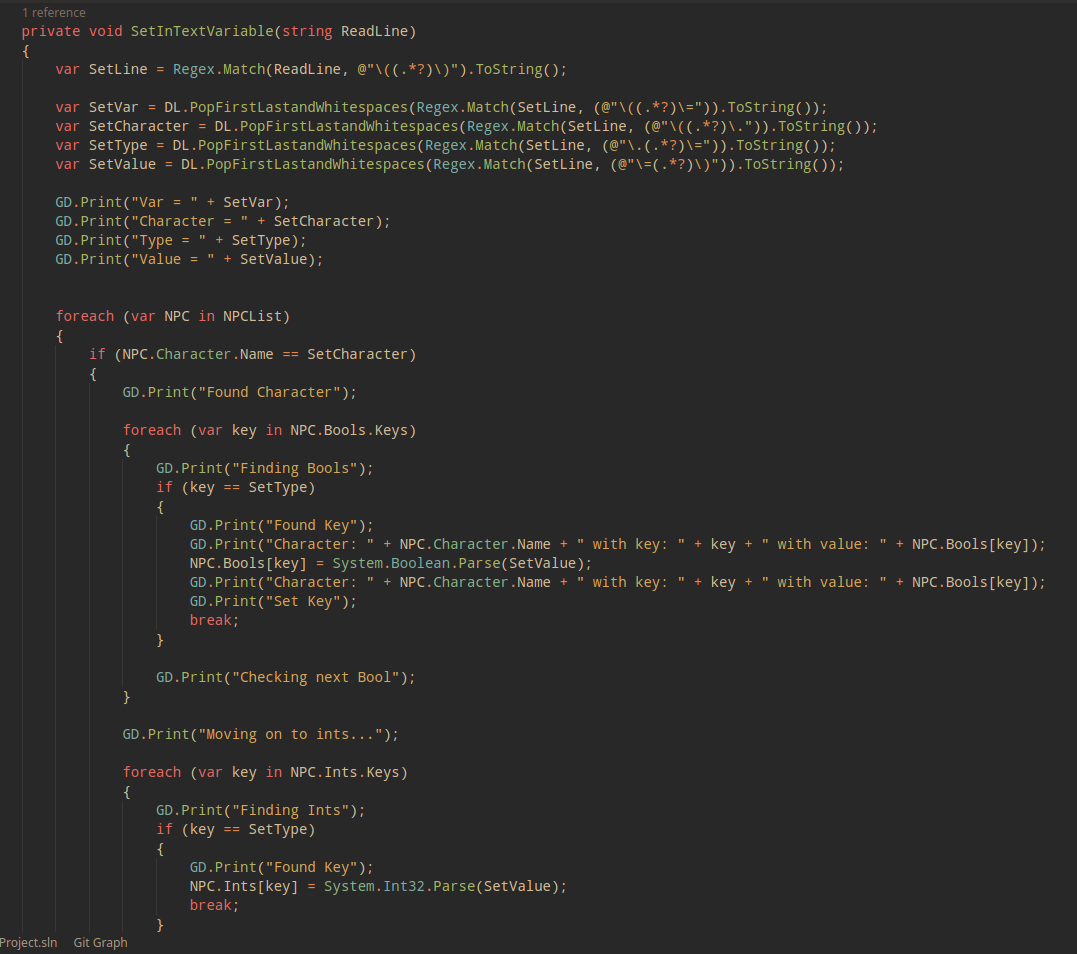 1 reference
private void SetInTextVariable(string ReadLine)
{
var SetLine = Regex.Match(ReadLine, @"\((.*?)\)").ToString();
var SetVar = DL.PopFirstLastandWhitespaces(Regex.Match(SetLine, (@"\((.*?)\=")).ToString());
var SetCharacter = DL.PopFirstLastandWhitespaces(Regex.Match(SetLine, (@"\((.*?)\.")).ToString());
var SetType = DL.PopFirstLastandWhitespaces(Regex.Match(SetLine, (@"\.(.*?)\=")).ToString());
var SetValue = DL.PopFirstLastandWhitespaces(Regex.Match(SetLine, (@"\=(.*?)\)")).ToString());
GD.Print("Var = " + SetVar);
GD.Print("Character = " + SetCharacter);
GD.Print("Type = " + SetType);
GD.Print("Value = " + SetValue);
foreach (var NPC in NPCList)
{
if (NPC.Character.Name == SetCharacter)
{
GD.Print("Found Character");
foreach (var key in NPC.Bools.Keys)
{
GD.Print("Finding Bools");
if (key == SetType)
{
GD.Print("Found Key");
GD.Print("Character: " + NPC.Character.Name + " with key: " + key + " with value: " + NPC.Bools[key]);
NPC.Bools[key] = System.Boolean.Parse(SetValue);
GD.Print("Character: " + NPC.Character.Name + " with key: " + key + " with value: " + NPC.Bools[key]);
GD.Print("Set Key");
break;
}
GD.Print("Checking next Bool");
}
GD.Print("Moving on to ints...");
foreach (var key in NPC.Ints.Keys)
{
GD.Print("Finding Ints");
if (key == SetType)
{
GD.Print("Found Key");
NPC.Ints[key] = System.Int32.Parse(SetValue);
break;
}
Project.sln Git Graph